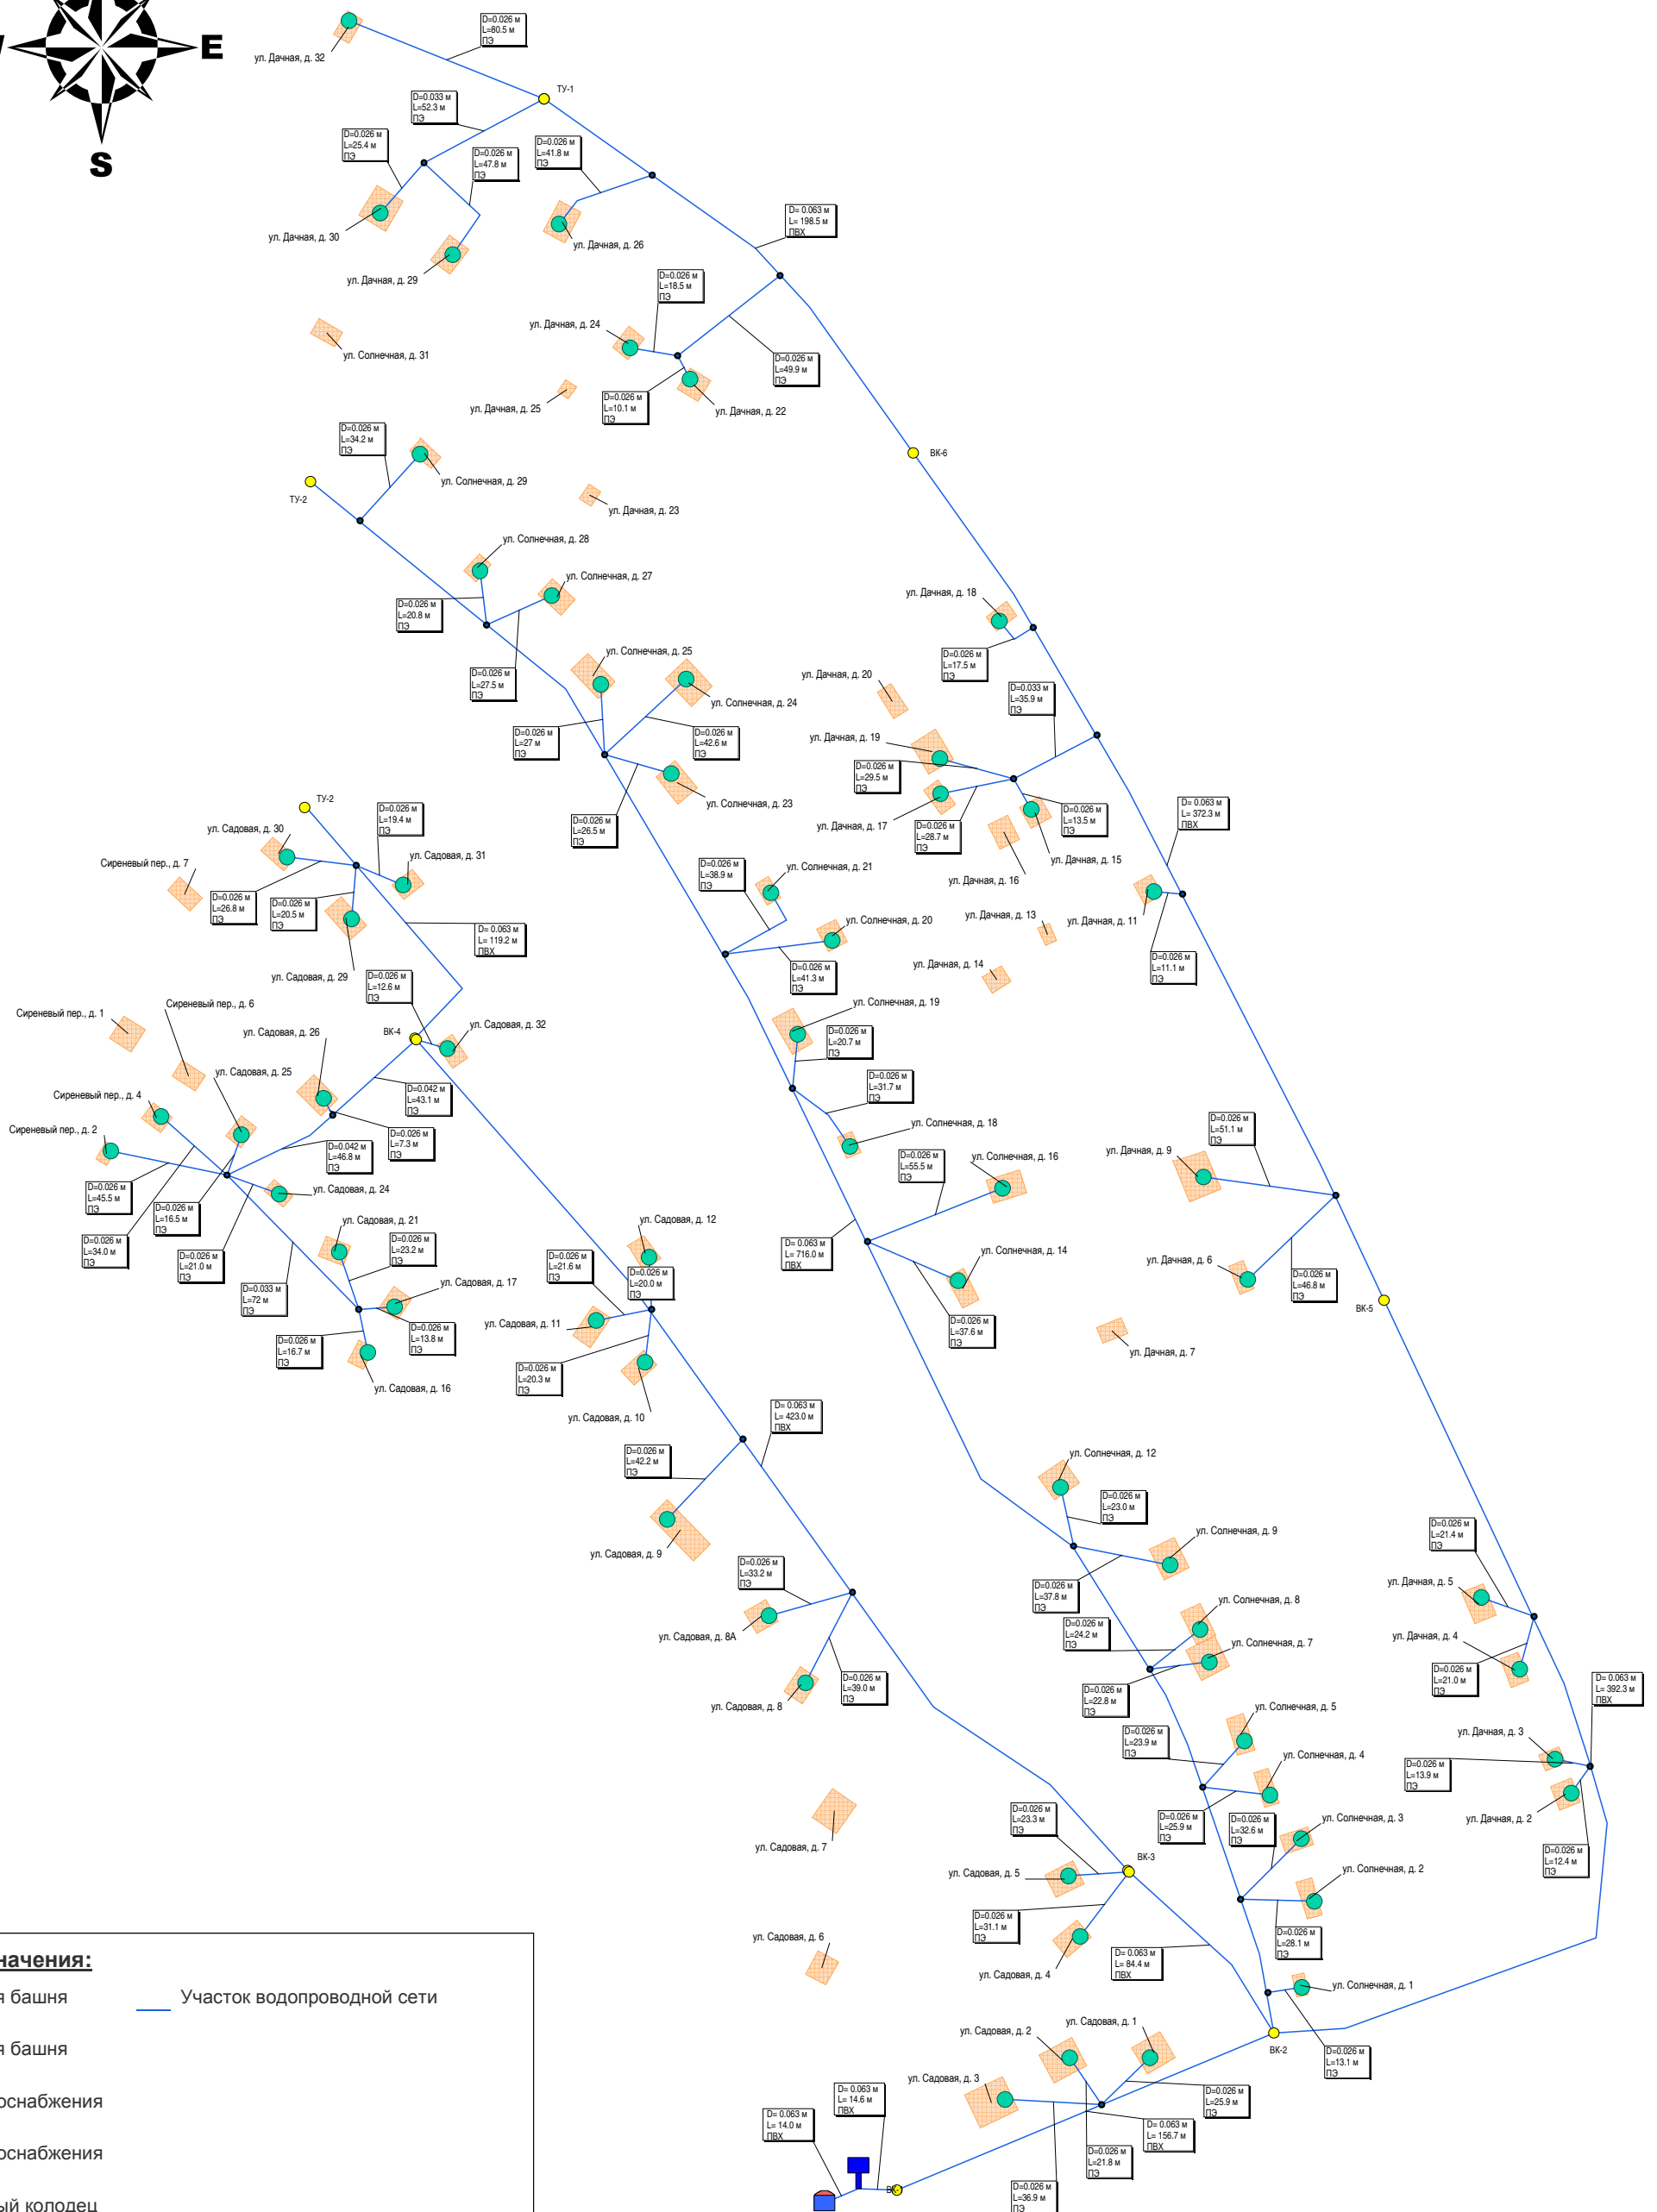 D=0.026 м
L=80.5 м
ПЭ
E
ул. Дачная, д. 32
ТУ-1
D=0.033 м
L=52.3 м
ПЭ
D=0.026 м
L=25.4 м
ПЭ
D=0.026 м
L=47.8 м
ПЭ
D=0.026 м
L=41.8 м
ПЭ
S
D= 0.063 м
L= 198.5 м
ПВХ
ул. Дачная, д. 30
ул. Дачная, д. 26
ул. Дачная, д. 29
D=0.026 м
L=18.5 м
ПЭ
ул. Дачная, д. 24
ул. Солнечная, д. 31
D=0.026 м
L=49.9 м
ПЭ
D=0.026 м
L=10.1 м
ПЭ
ул. Дачная, д. 25
ул. Дачная, д. 22
D=0.026 м
L=34.2 м
ПЭ
ВК-6
ул. Солнечная, д. 29
ТУ-2
ул. Дачная, д. 23
ул. Солнечная, д. 28
ул. Солнечная, д. 27
ул. Дачная, д. 18
D=0.026 м
L=20.8 м
ПЭ
D=0.026 м
L=17.5 м
ПЭ
ул. Солнечная, д. 25
D=0.026 м
L=27.5 м
ПЭ
ул. Дачная, д. 20
D=0.033 м
L=35.9 м
ПЭ
ул. Солнечная, д. 24
D=0.026 м
L=27 м
ПЭ
D=0.026 м
L=42.6 м
ПЭ
ул. Дачная, д. 19
D=0.026 м
L=29.5 м
ПЭ
ТУ-2
ул. Солнечная, д. 23
D=0.026 м
L=19.4 м
ПЭ
D=0.026 м
L=26.5 м
ПЭ
ул. Дачная, д. 17
D=0.026 м
L=28.7 м
ПЭ
D=0.026 м
L=13.5 м
ПЭ
D= 0.063 м
L= 372.3 м
ПВХ
ул. Садовая, д. 30
ул. Садовая, д. 31
Сиреневый пер., д. 7
ул. Дачная, д. 15
D=0.026 м
L=38.9 м
ПЭ
ул. Солнечная, д. 21
ул. Дачная, д. 16
D=0.026 м
L=26.8 м
ПЭ
D=0.026 м
L=20.5 м
ПЭ
D= 0.063 м
L= 119.2 м
ПВХ
ул. Солнечная, д. 20
ул. Дачная, д. 13
ул. Дачная, д. 11
ул. Садовая, д. 29
D=0.026 м
L=12.6 м
ПЭ
D=0.026 м
L=41.3 м
ПЭ
ул. Дачная, д. 14
D=0.026 м
L=11.1 м
ПЭ
Сиреневый пер., д. 6
Сиреневый пер., д. 1
ул. Солнечная, д. 19
ул. Садовая, д. 26
ВК-4
ул. Садовая, д. 32
D=0.026 м
L=20.7 м
ПЭ
ул. Садовая, д. 25
D=0.026 м
L=31.7 м
ПЭ
Сиреневый пер., д. 4
D=0.042 м
L=43.1 м
ПЭ
Сиреневый пер., д. 2
D=0.026 м
L=7.3 м
ПЭ
D=0.042 м
L=46.8 м
ПЭ
ул. Солнечная, д. 18
D=0.026 м
L=51.1 м
ПЭ
D=0.026 м
L=55.5 м
ПЭ
ул. Солнечная, д. 16
ул. Дачная, д. 9
D=0.026 м
L=45.5 м
ПЭ
ул. Садовая, д. 24
D=0.026 м
L=16.5 м
ПЭ
ул. Садовая, д. 21
ул. Садовая, д. 12
D=0.026 м
L=34.0 м
ПЭ
D=0.026 м
L=23.2 м
ПЭ
D= 0.063 м
L= 716.0 м
ПВХ
ул. Солнечная, д. 14
D=0.026 м
L=21.0 м
ПЭ
D=0.026 м
L=21.6 м
ПЭ
D=0.026 м
L=20.0 м
ПЭ
ул. Дачная, д. 6
D=0.026 м
L=46.8 м
ПЭ
D=0.033 м
L=72 м
ПЭ
ул. Садовая, д. 17
ВК-5
ул. Садовая, д. 11
D=0.026 м
L=13.8 м
ПЭ
D=0.026 м
L=37.6 м
ПЭ
D=0.026 м
L=16.7 м
ПЭ
ул. Дачная, д. 7
D=0.026 м
L=20.3 м
ПЭ
ул. Садовая, д. 16
ул. Садовая, д. 10
D= 0.063 м
L= 423.0 м
ПВХ
D=0.026 м
L=42.2 м
ПЭ
ул. Солнечная, д. 12
D=0.026 м
L=23.0 м
ПЭ
ул. Солнечная, д. 9
D=0.026 м
L=21.4 м
ПЭ
ул. Садовая, д. 9
D=0.026 м
L=33.2 м
ПЭ
D=0.026 м
L=37.8 м
ПЭ
ул. Дачная, д. 5
ул. Солнечная, д. 8
D=0.026 м
L=24.2 м
ПЭ
ул. Садовая, д. 8А
ул. Солнечная, д. 7
ул. Дачная, д. 4
D=0.026 м
L=39.0 м
ПЭ
D=0.026 м
L=21.0 м
ПЭ
D= 0.063 м
L= 392.3 м
ПВХ
D=0.026 м
L=22.8 м
ПЭ
ул. Садовая, д. 8
ул. Солнечная, д. 5
D=0.026 м
L=23.9 м
ПЭ
ул. Дачная, д. 3
ул. Солнечная, д. 4
D=0.026 м
L=13.9 м
ПЭ
D=0.026 м
L=23.3 м
ПЭ
D=0.026 м
L=25.9 м
ПЭ
D=0.026 м
L=32.6 м
ПЭ
ул. Солнечная, д. 3
ул. Дачная, д. 2
ул. Садовая, д. 7
ВК-3
D=0.026 м
L=12.4 м
ПЭ
ул. Садовая, д. 5
ул. Солнечная, д. 2
D=0.026 м
L=31.1 м
ПЭ
ул. Садовая, д. 6
D=0.026 м
L=28.1 м
ПЭ
D= 0.063 м
L= 84.4 м
ПВХ
ул. Садовая, д. 4
ул. Солнечная, д. 1
начения:
я башня
Участок водопроводной сети
ул. Садовая, д. 1
ул. Садовая, д. 2
ВК-2
D=0.026 м
L=13.1 м
ПЭ
я башня
ул. Садовая, д. 3
D= 0.063 м
L= 14.6 м
ПВХ
D=0.026 м
L=25.9 м
ПЭ
D= 0.063 м
L= 14.0 м
ПВХ
D= 0.063 м
L= 156.7 м
ПВХ
оснабжения
D=0.026 м
L=21.8 м
ПЭ
оснабжения
D=0.026 м
L=36.9 м
ПЭ
ый колодец